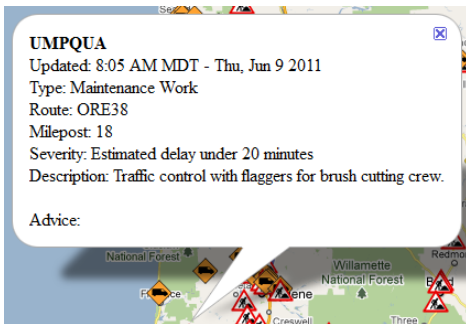 UMPQUA
Updated: 8:05 AM MDT - Thu, Jun 9 2011
Type: Maintenance Work
Route: ORE38
Milepost: 18
Severity: Estimated delay under 20 minutes
Description: Traffic control with flaggers for brush cutting crew.
Advice:
National Forest
Willamette
National Forest
Redmo
ene
Creswell
Three